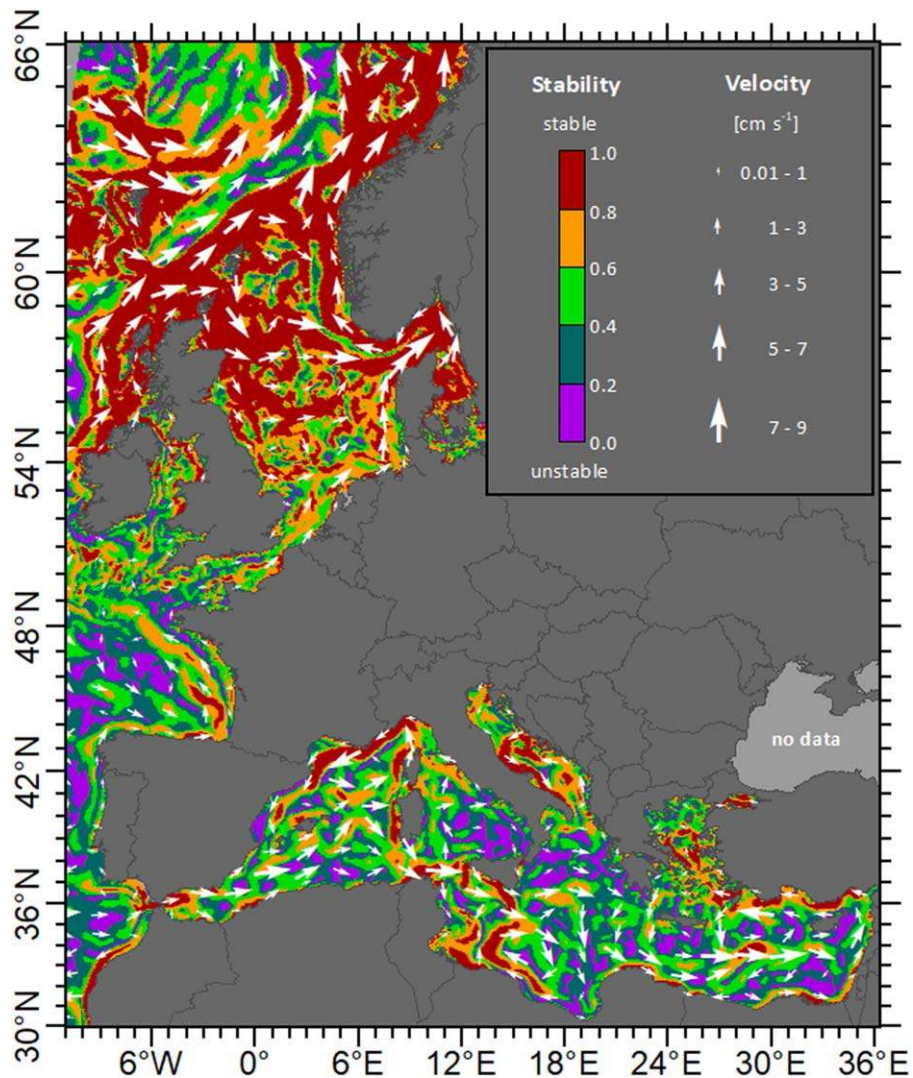 Stability
Velocity
stable
[cm s⁻¹]
1.0
0.01 - 1
0.8
1 - 3
0.6
3 - 5
0.4
5 - 7
0.2
7 - 9
0.0
unstable
no data
66°N
60°N
54°N
48°N
42°N
36°N
30°N
6°W
0°
6°E
12°E
18°E
24°E
30°E
36°E